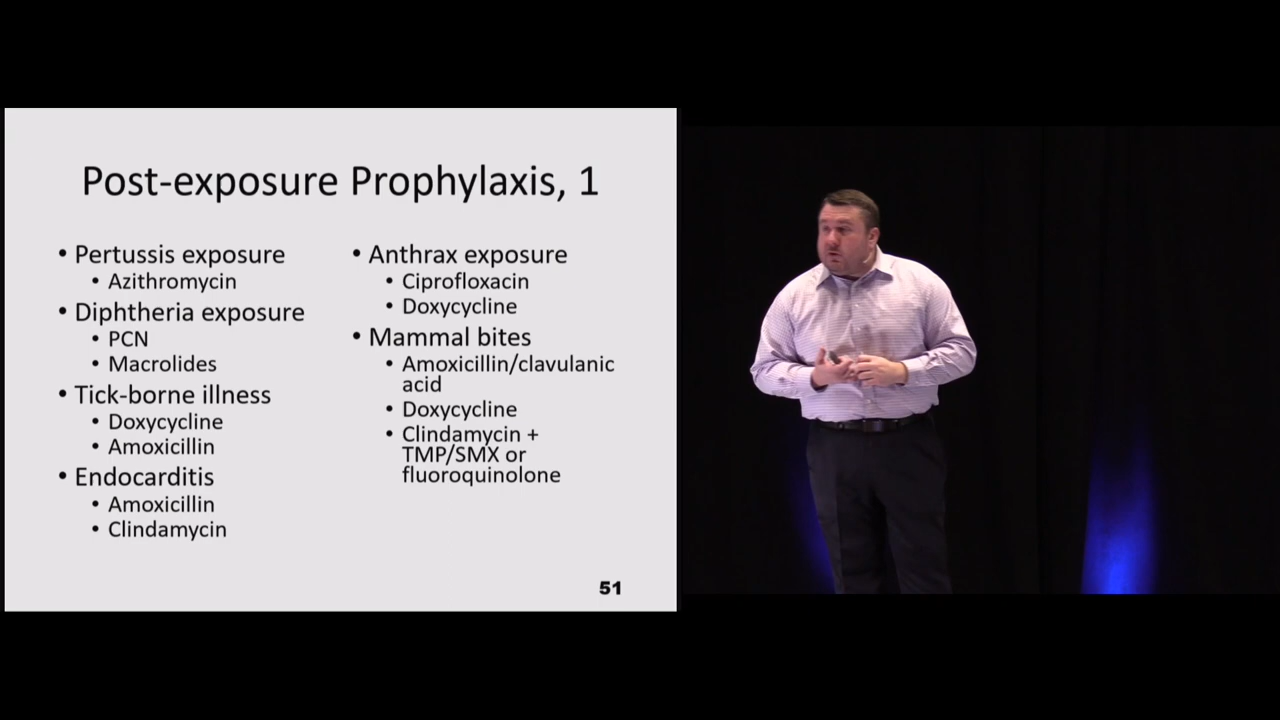 Post-exposure Prophylaxis, 1
• Pertussis exposure
• Azithromycin
• Diphtheria exposure
• PCN
• Macrolides
• Tick-borne illness
• Doxycycline
• Amoxicillin
• Endocarditis
• Amoxicillin
• Clindamycin
• Anthrax exposure
• Ciprofloxacin
• Doxycycline
• Mammal bites
• Amoxicillin/clavulanic
acid
• Doxycycline
• Clindamycin +
TMP/SMX or
fluoroquinolone
51